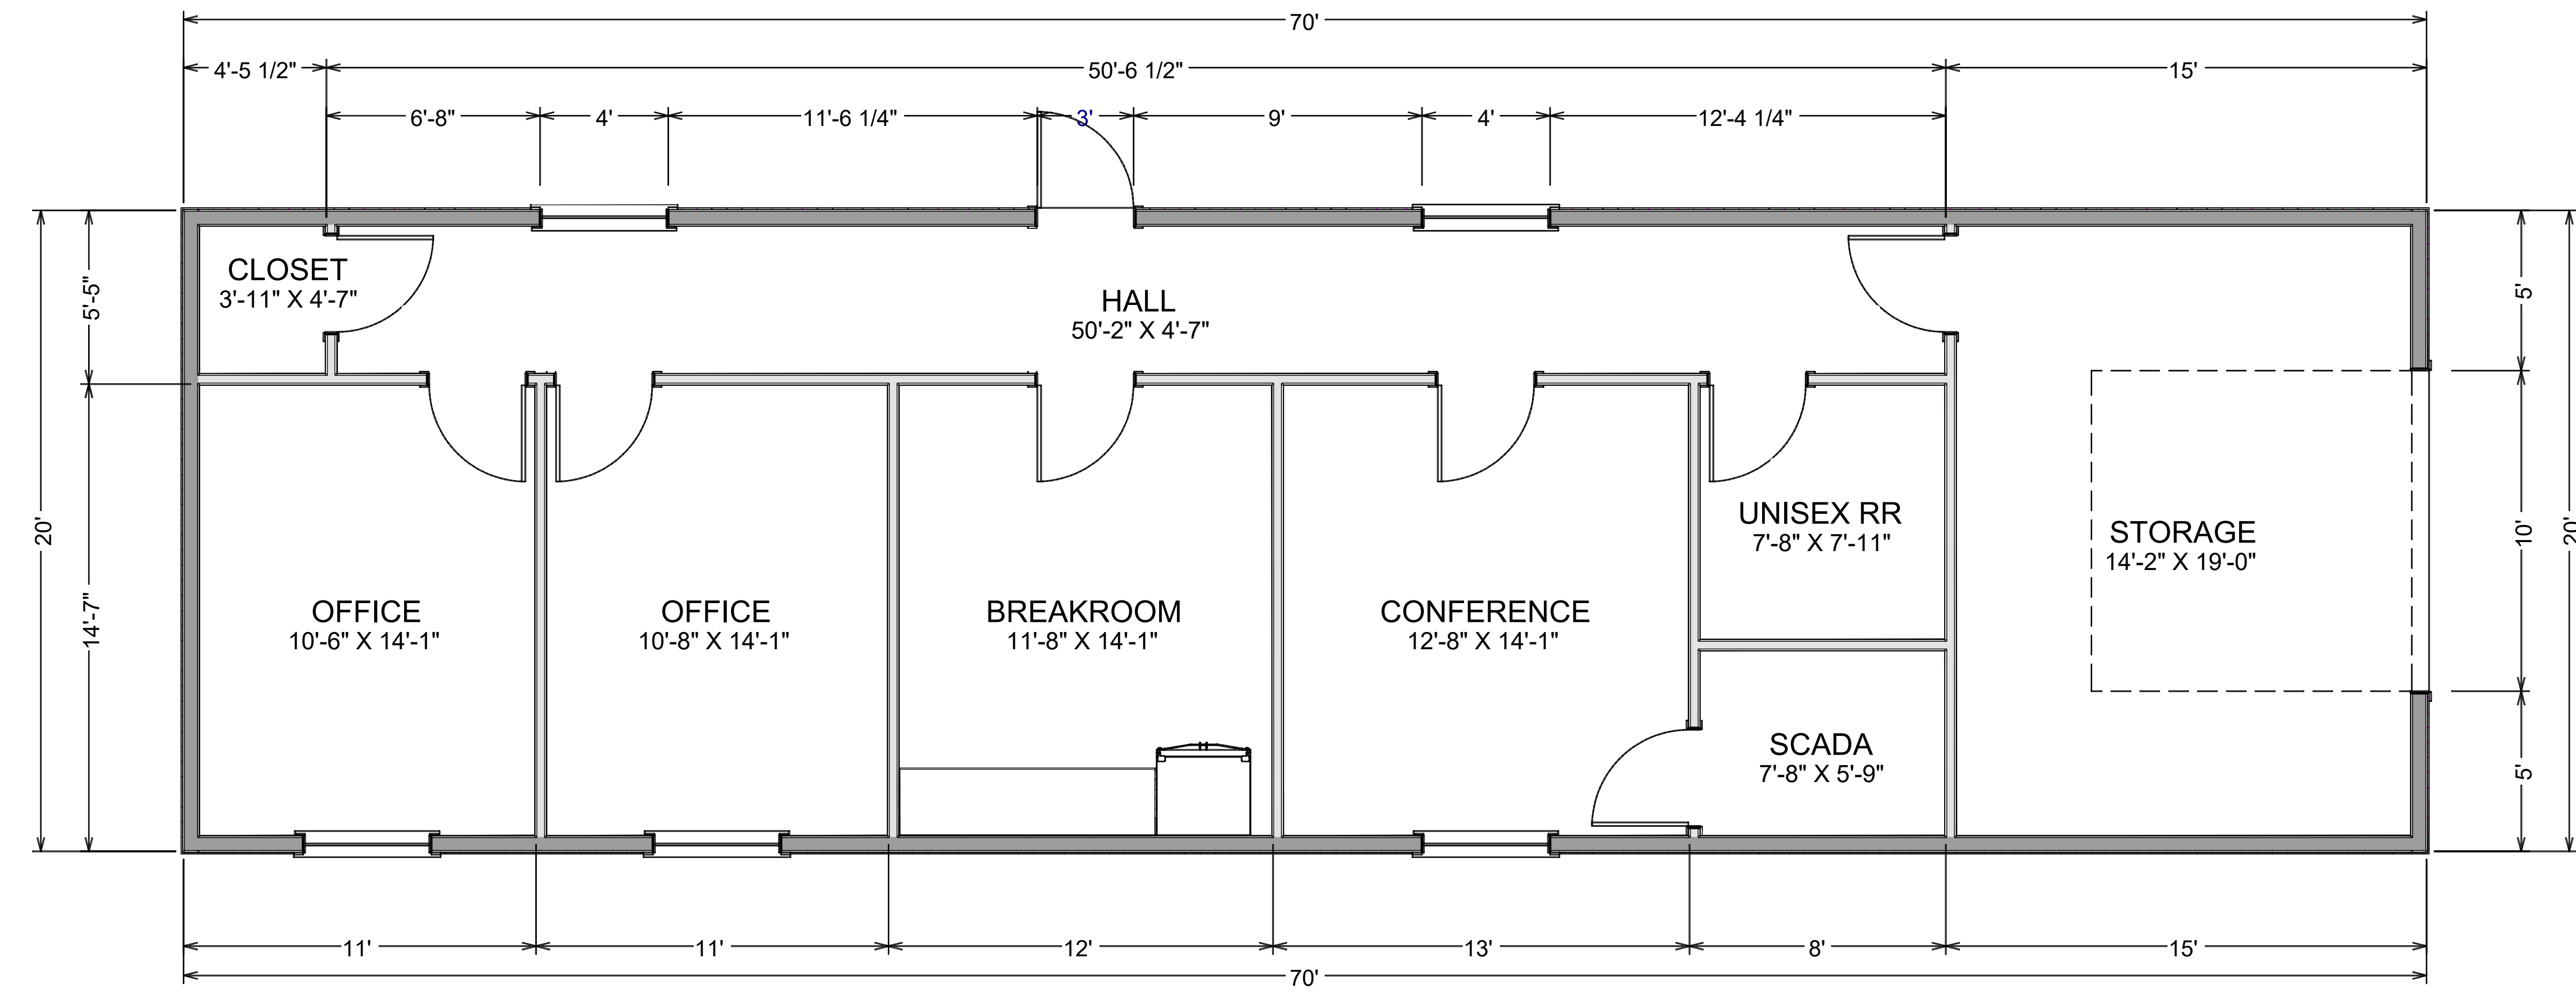 70'
4'-5 1/2"
50'-6 1/2"
15'
6'-8"
4'
11'-6 1/4"
3'
9'
4'
12'-4 1/4"
CLOSET
3'-11" X 4'-7"
HALL
50'-2" X 4'-7"
5'-5"
5'
20'
14'-7"
UNISEX RR
7'-8" X 7'-11"
STORAGE
14'-2" X 19'-0"
10'
20'
OFFICE
10'-6" X 14'-1"
OFFICE
10'-8" X 14'-1"
BREAKROOM
11'-8" X 14'-1"
CONFERENCE
12'-8" X 14'-1"
SCADA
7'-8" X 5'-9"
5'
11'
11'
12'
13'
8'
15'
70'